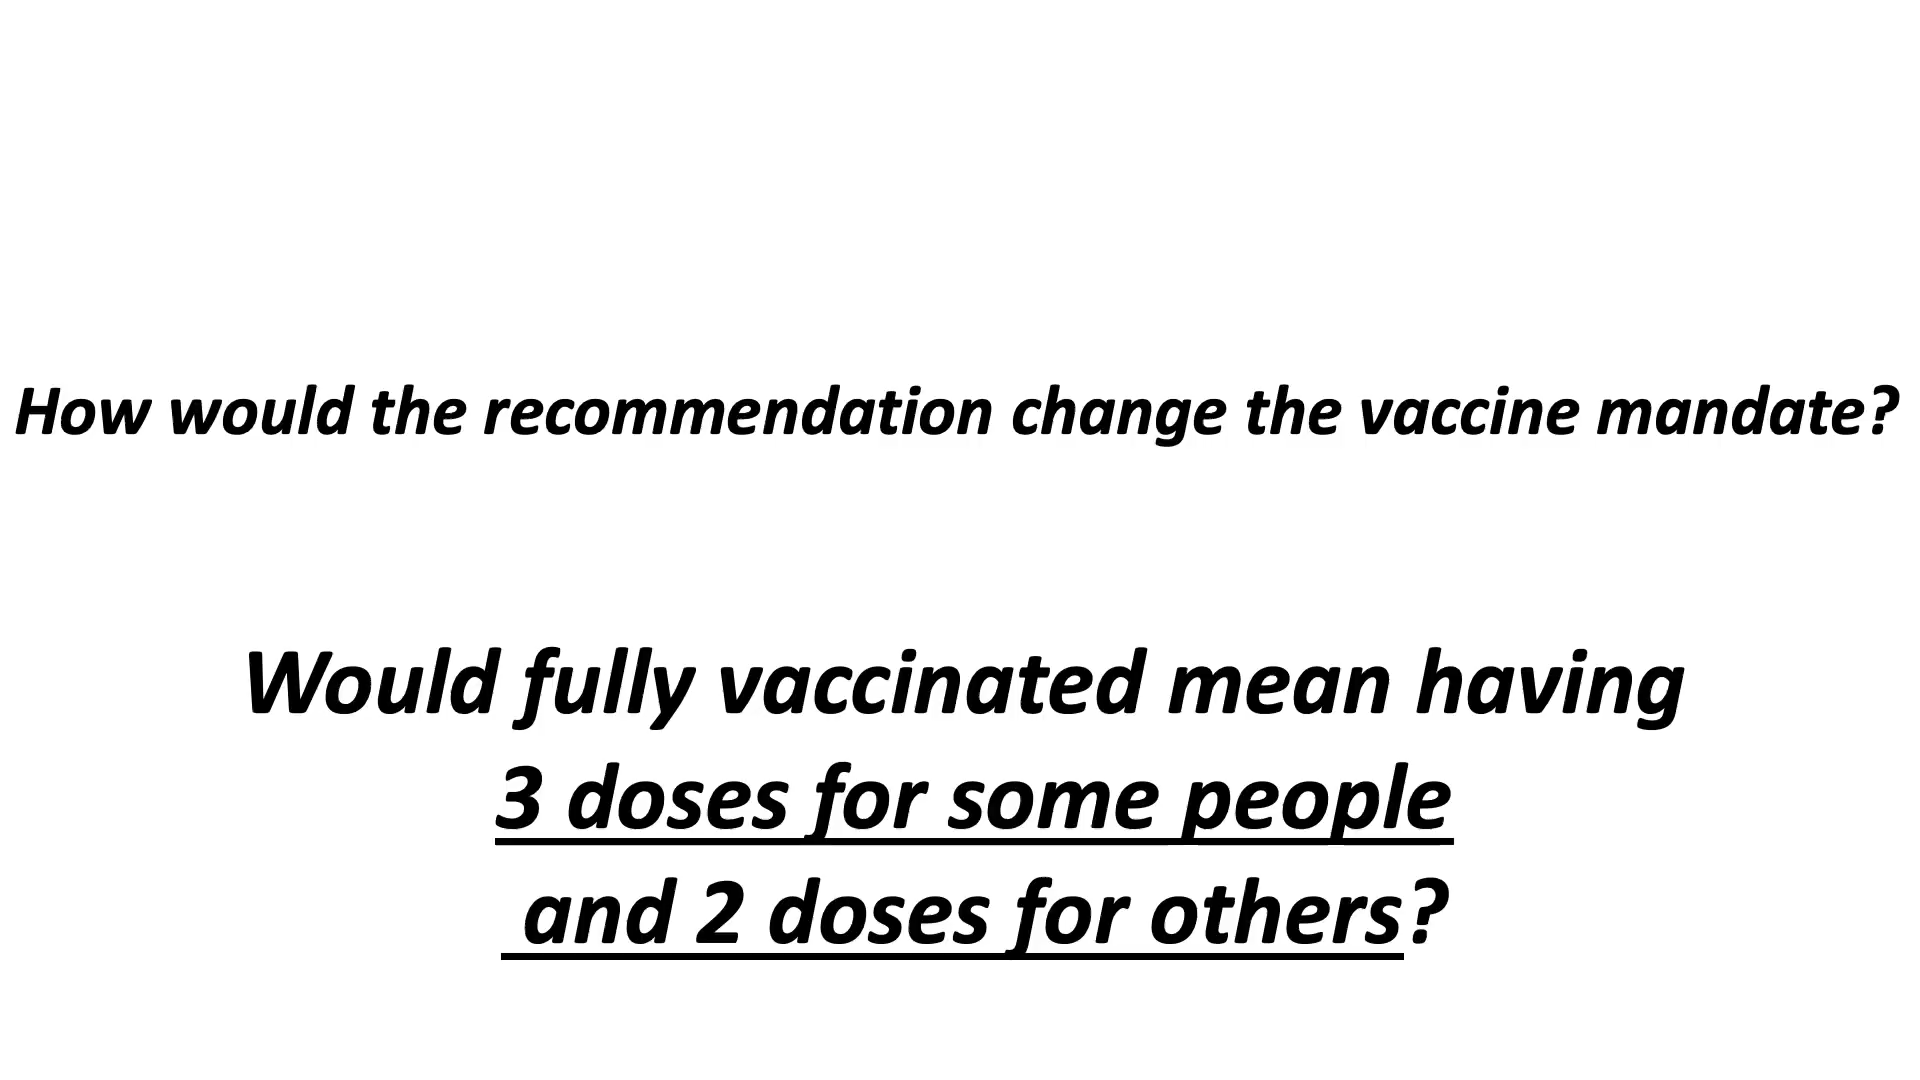 How would the recommendation change the vaccine mandate?
Would fully vaccinated mean having
3 doses for some people
and 2 doses for others?